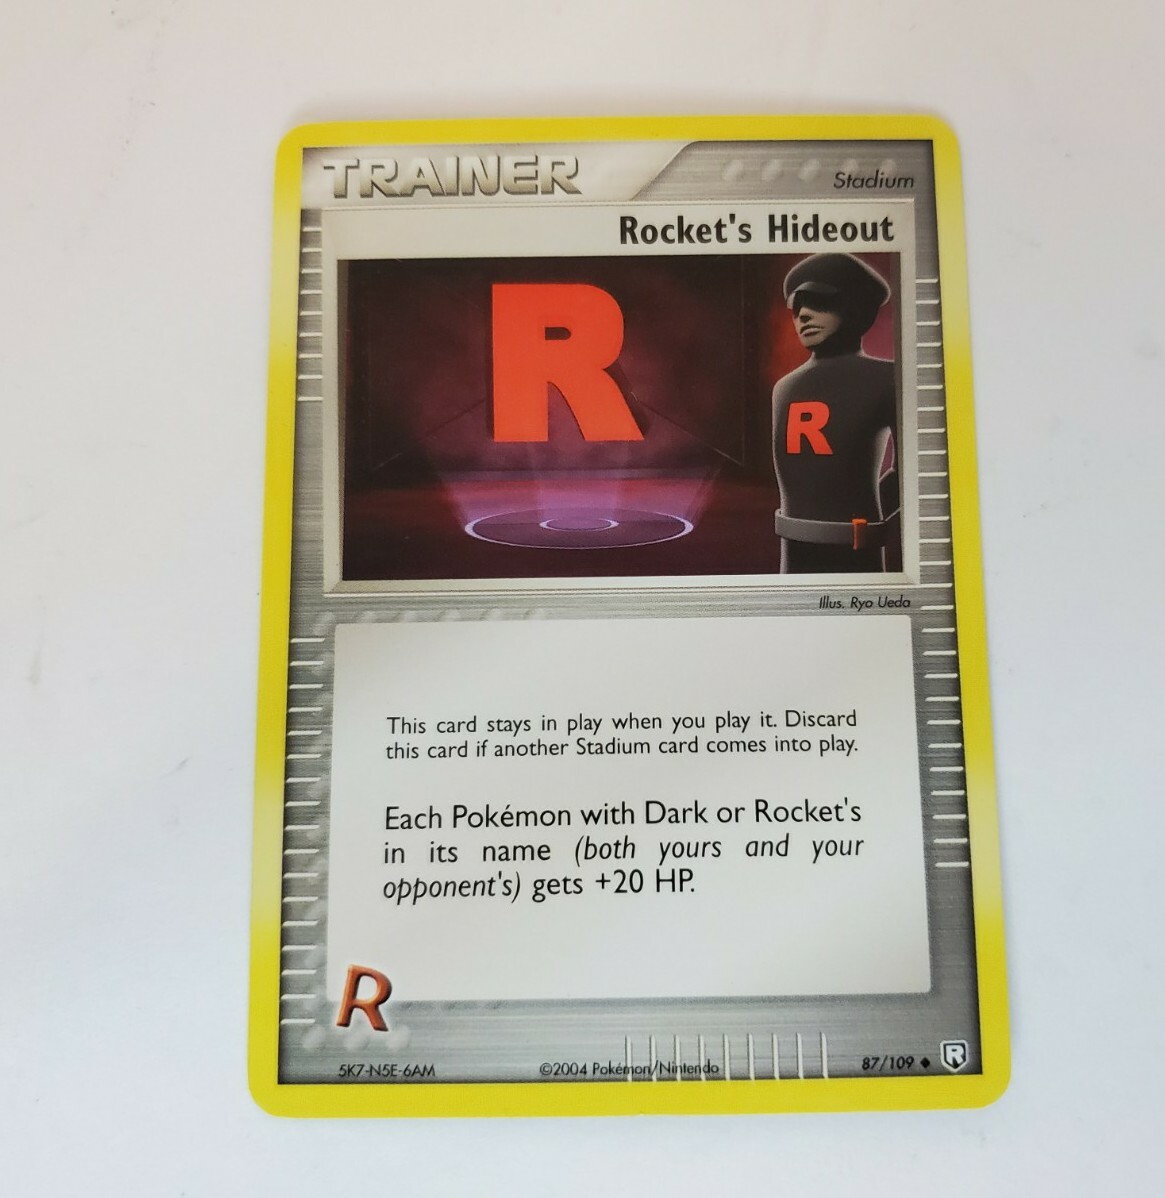 TRAINER
Stadium
Rocket's Hideout
R
R
Illus. Ryo Ueda
This card stays in play when you play it. Discard
this card if another Stadium card comes into play.
Each Pokémon with Dark or Rocket's
in its name (both yours and your
opponent's) gets +20 HP.
R
5K7-N5E-6AM ©2004 Pokémon/Nintendo 87/109 ◆ R